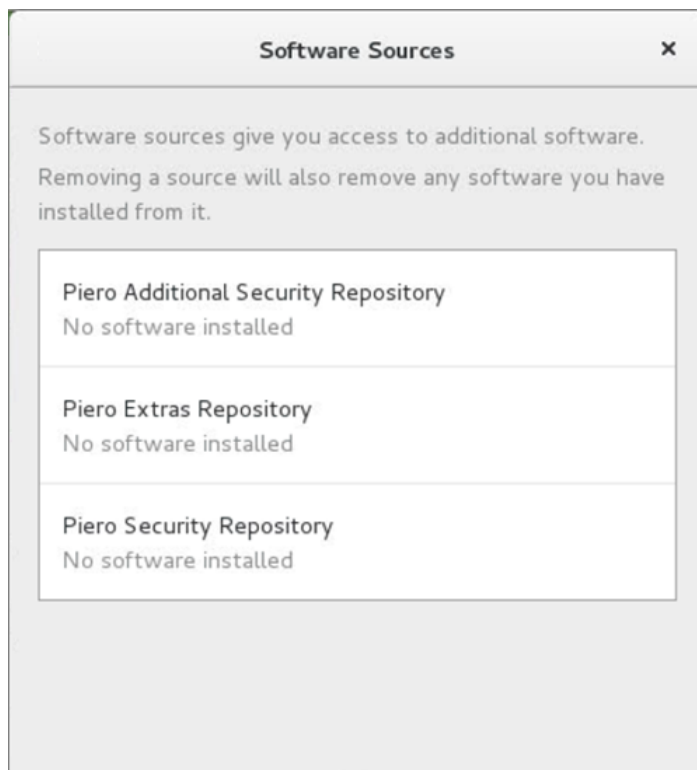 Software Sources
Software sources give you access to additional software.
Removing a source will also remove any software you have
installed from it.
Piero Additional Security Repository
No software installed
Piero Extras Repository
No software installed
Piero Security Repository
No software installed